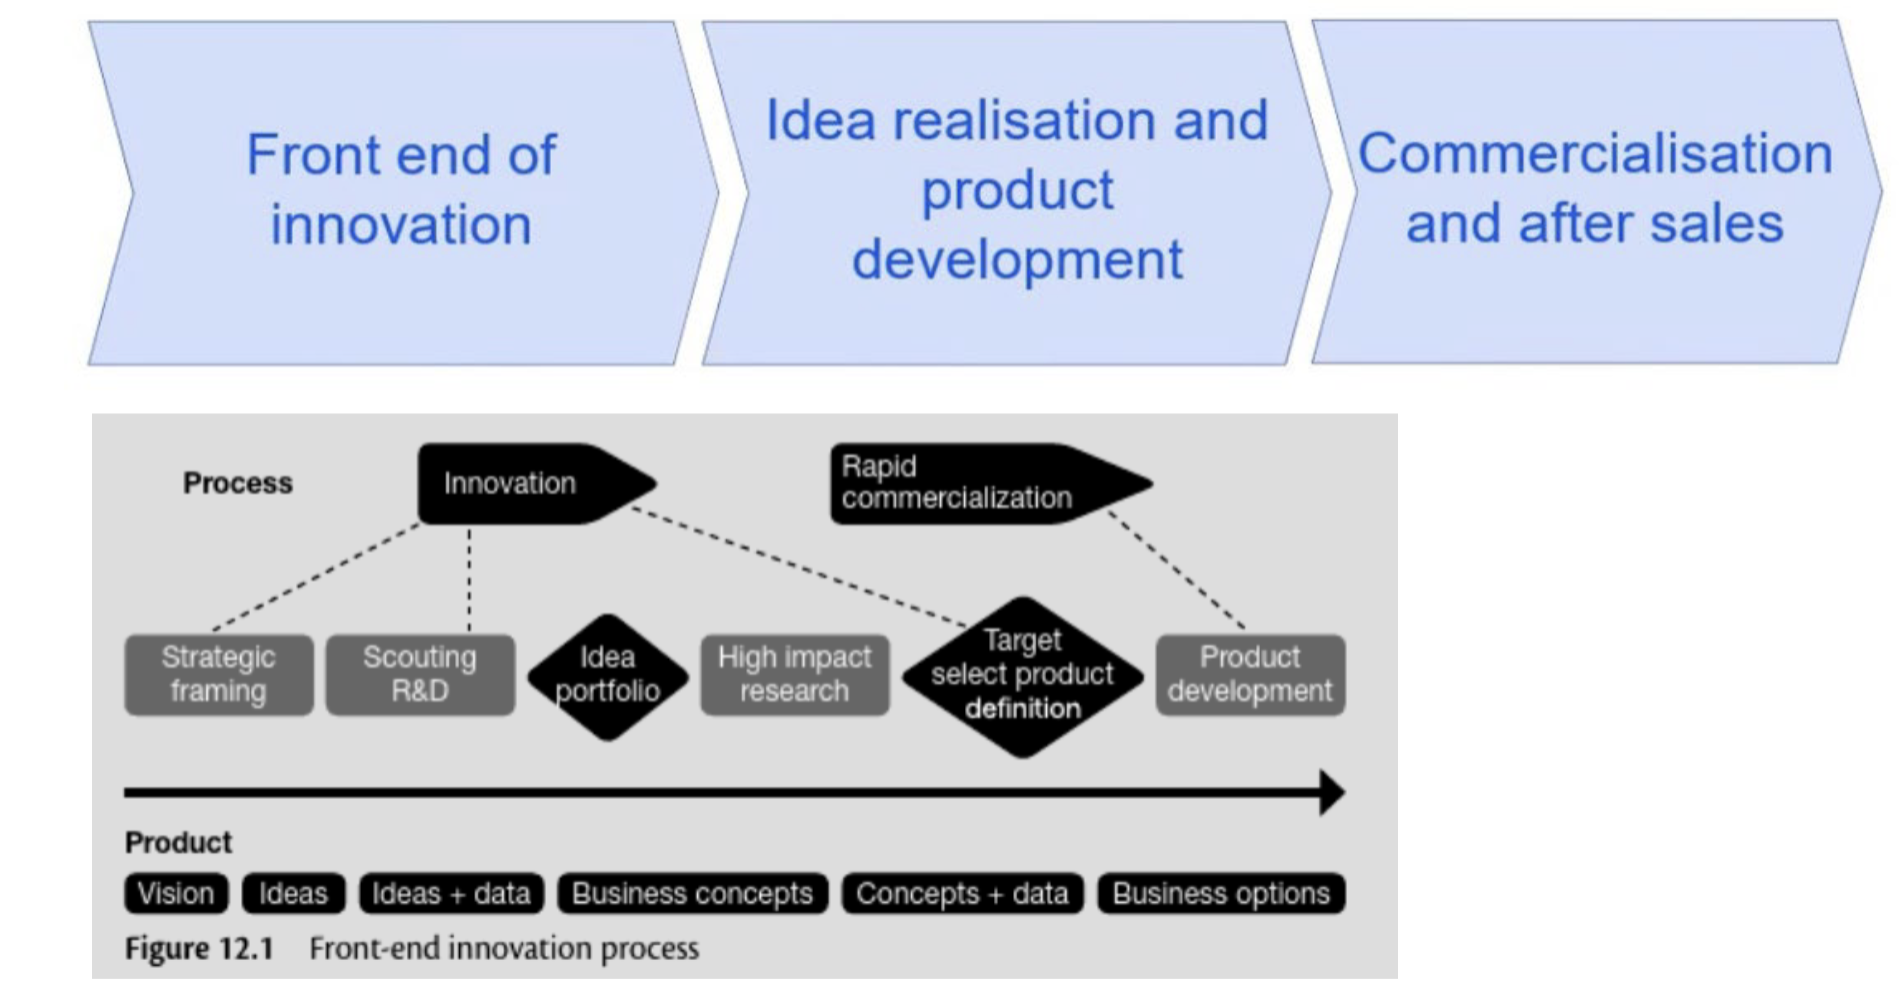 Front end of
innovation
Idea realisation and
product
development
Commercialisation
and after sales
Process
Innovation
Rapid
commercialization
Strategic
framing
Scouting
R&D
Idea
portfolio
High impact
research
Target
select product
definition
Product
development
Product
Vision
Ideas
Ideas + data
Business concepts
Concepts + data
Business options
Figure 12.1 Front-end innovation process